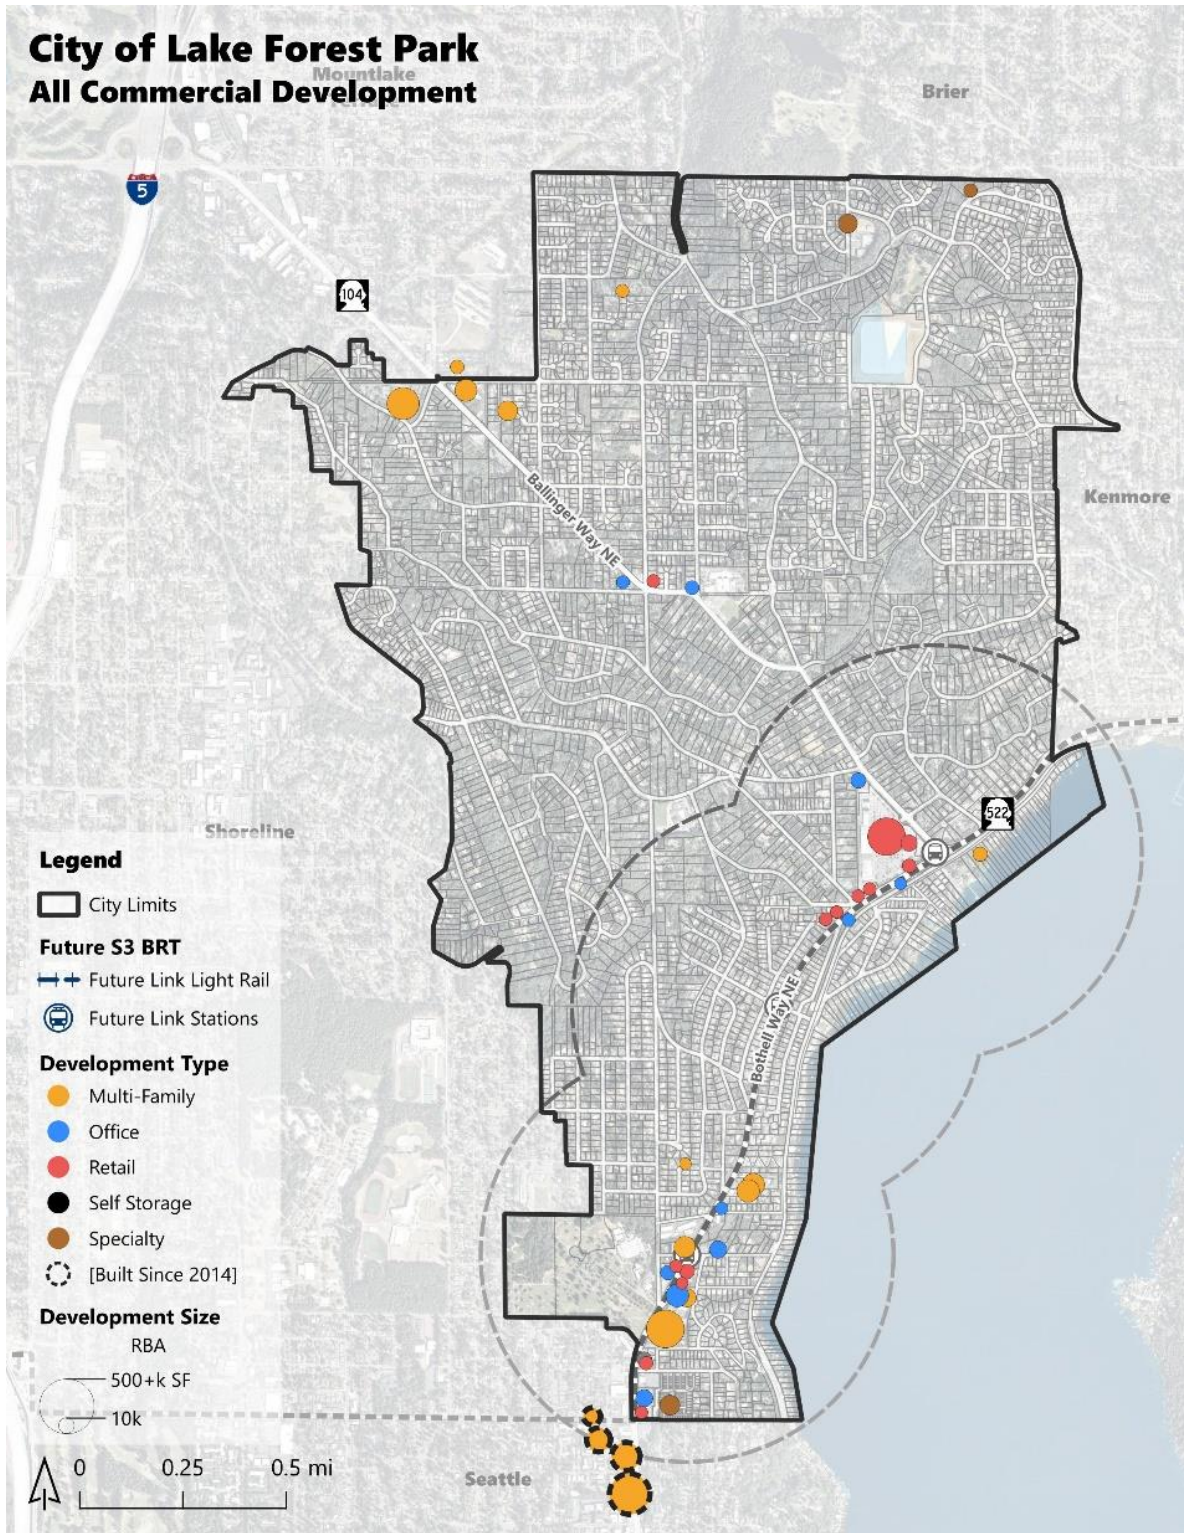 City of Lake Forest Park
All Commercial Development
Mountlake
Terrace
Brier
5
104
Kenmore
Ballinger Way NE
522
Shoreline
Bothell Way NE
Legend
City Limits
Future S3 BRT
Future Link Light Rail
Future Link Stations
Development Type
Multi-Family
Office
Retail
Self Storage
Specialty
[Built Since 2014]
Development Size
RBA
500+k SF
10k
0 0.25 0.5 mi
Seattle